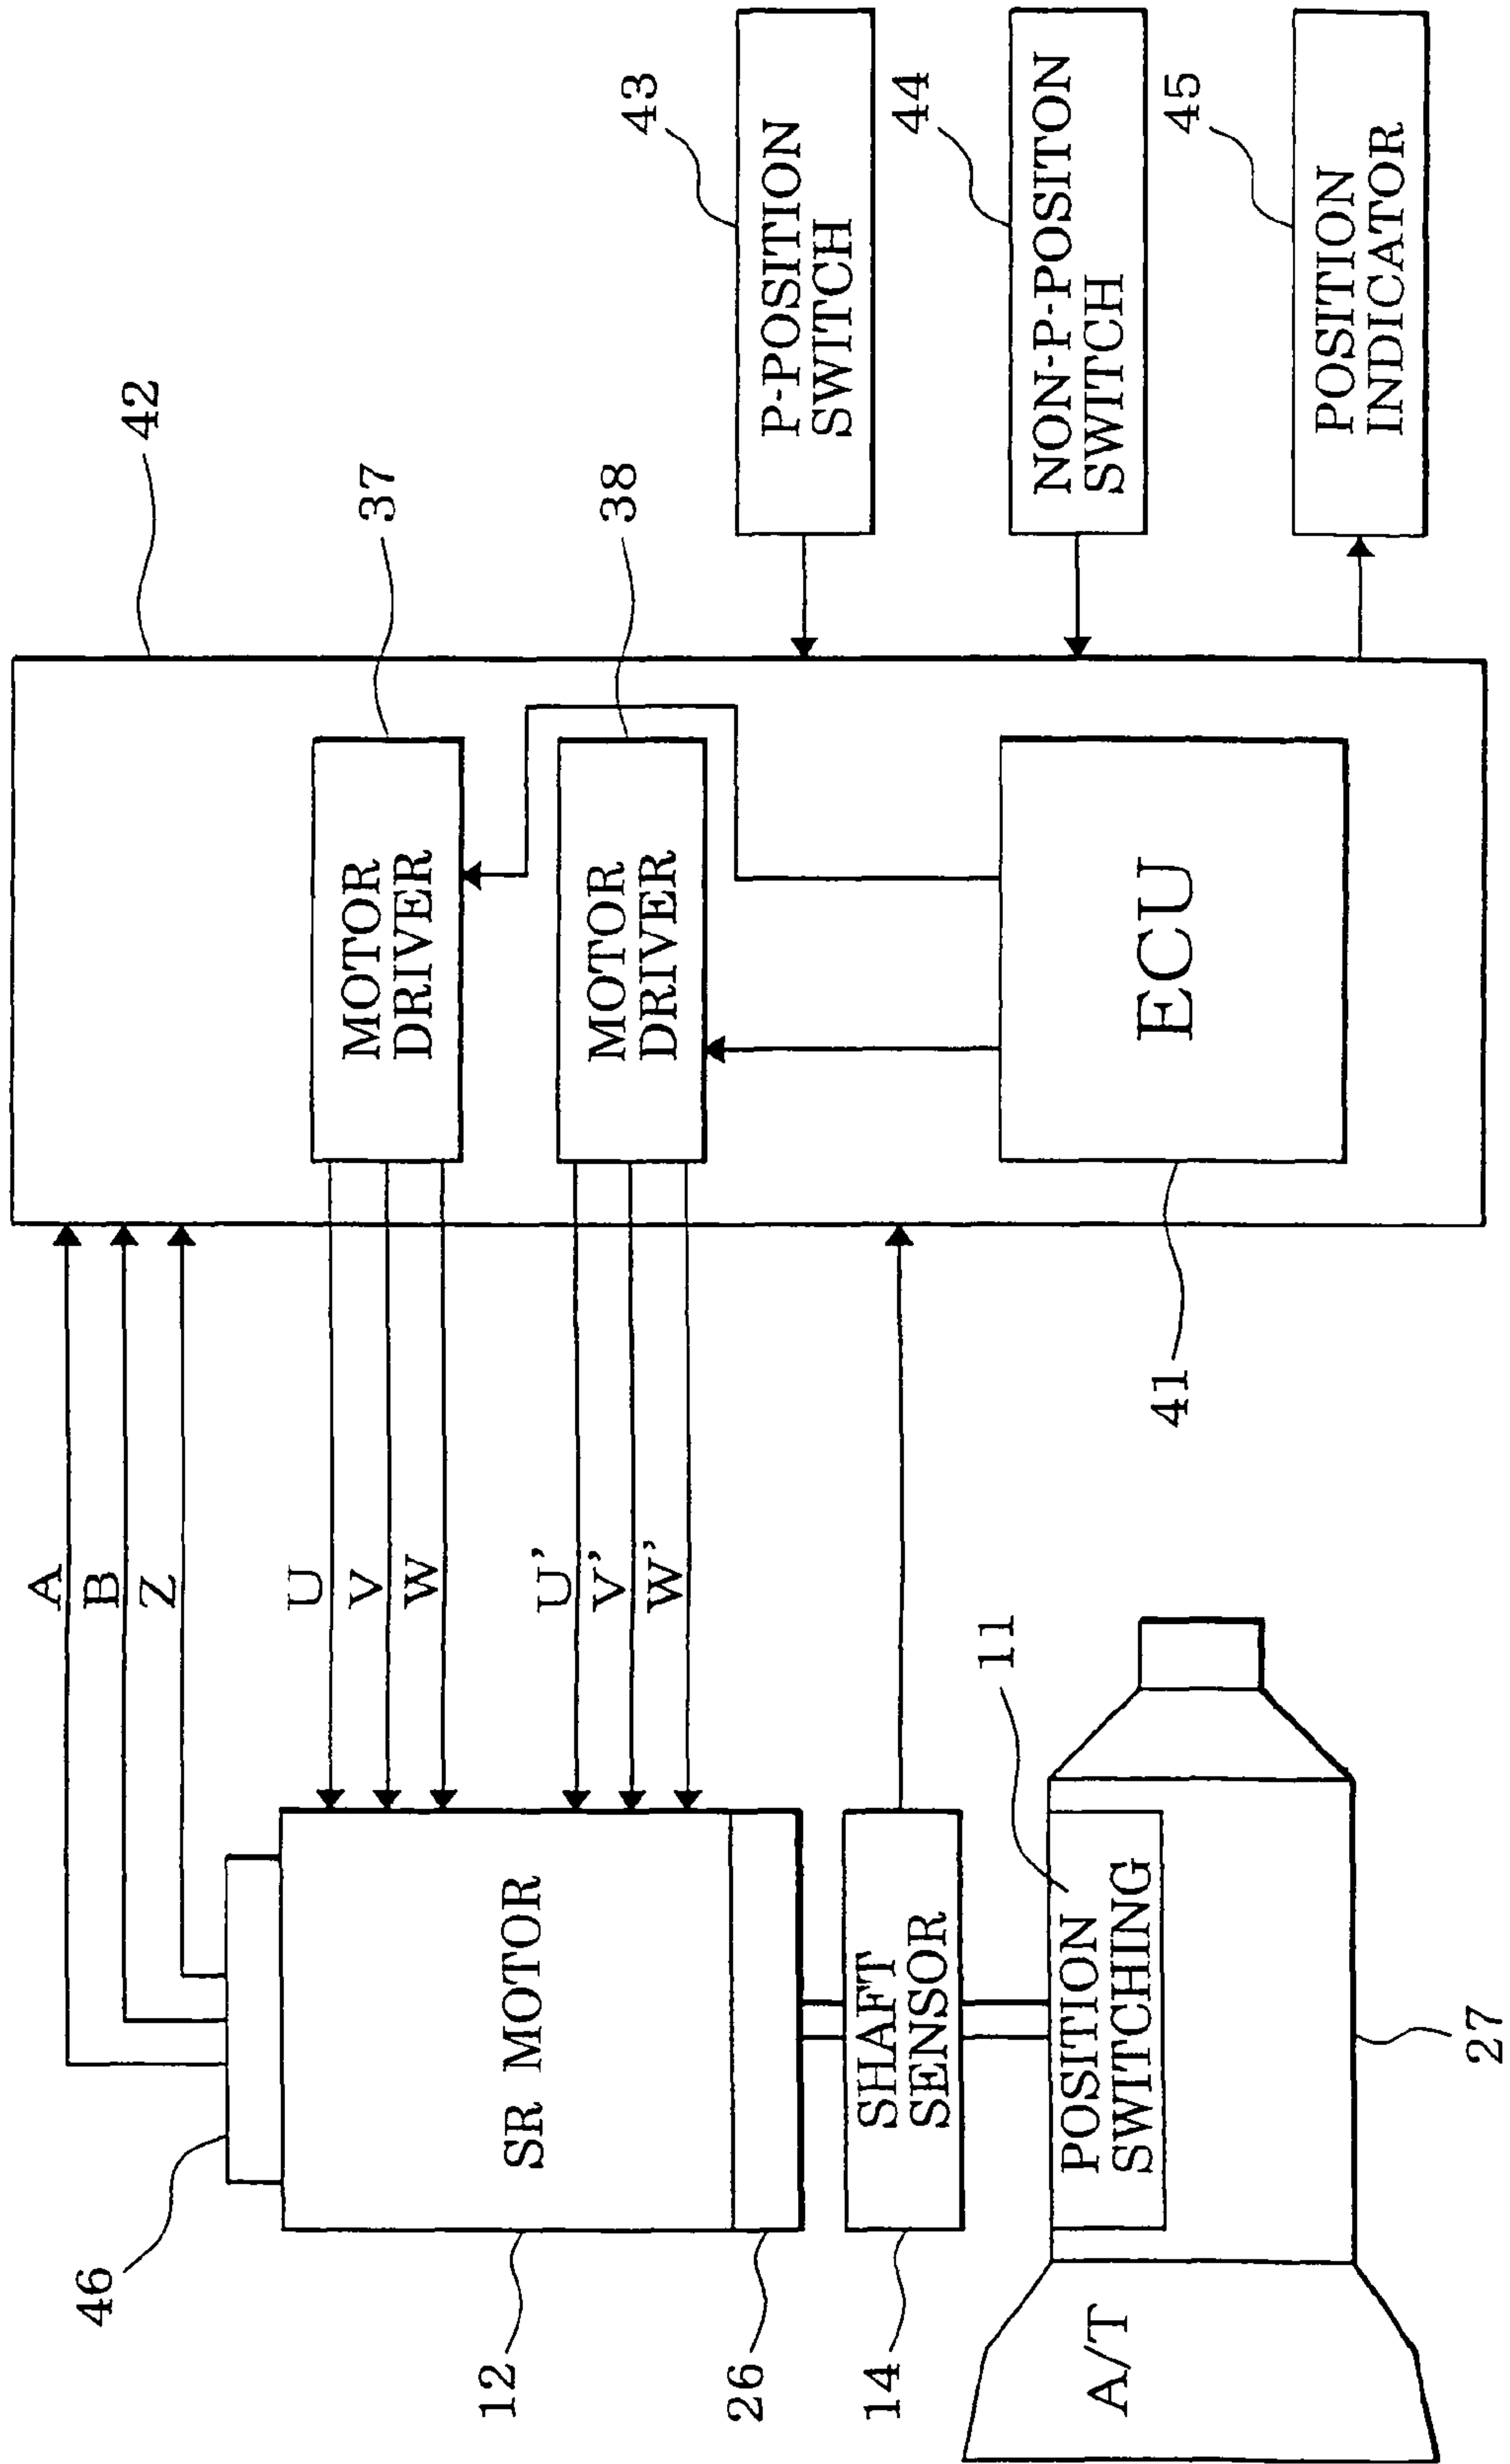 46
A
B
Z
42
12
SR MOTOR
U
V
W
MOTOR
DRIVER
37
U'
V'
W'
MOTOR
DRIVER
38
26
14
SHAFT
SENSOR
P-POSITION
SWITCH
43
A/T
POSITION
SWITCHING
11
41
ECU
NON-P-POSITON
SWITCH
44
27
POSITION
INDICATOR
45